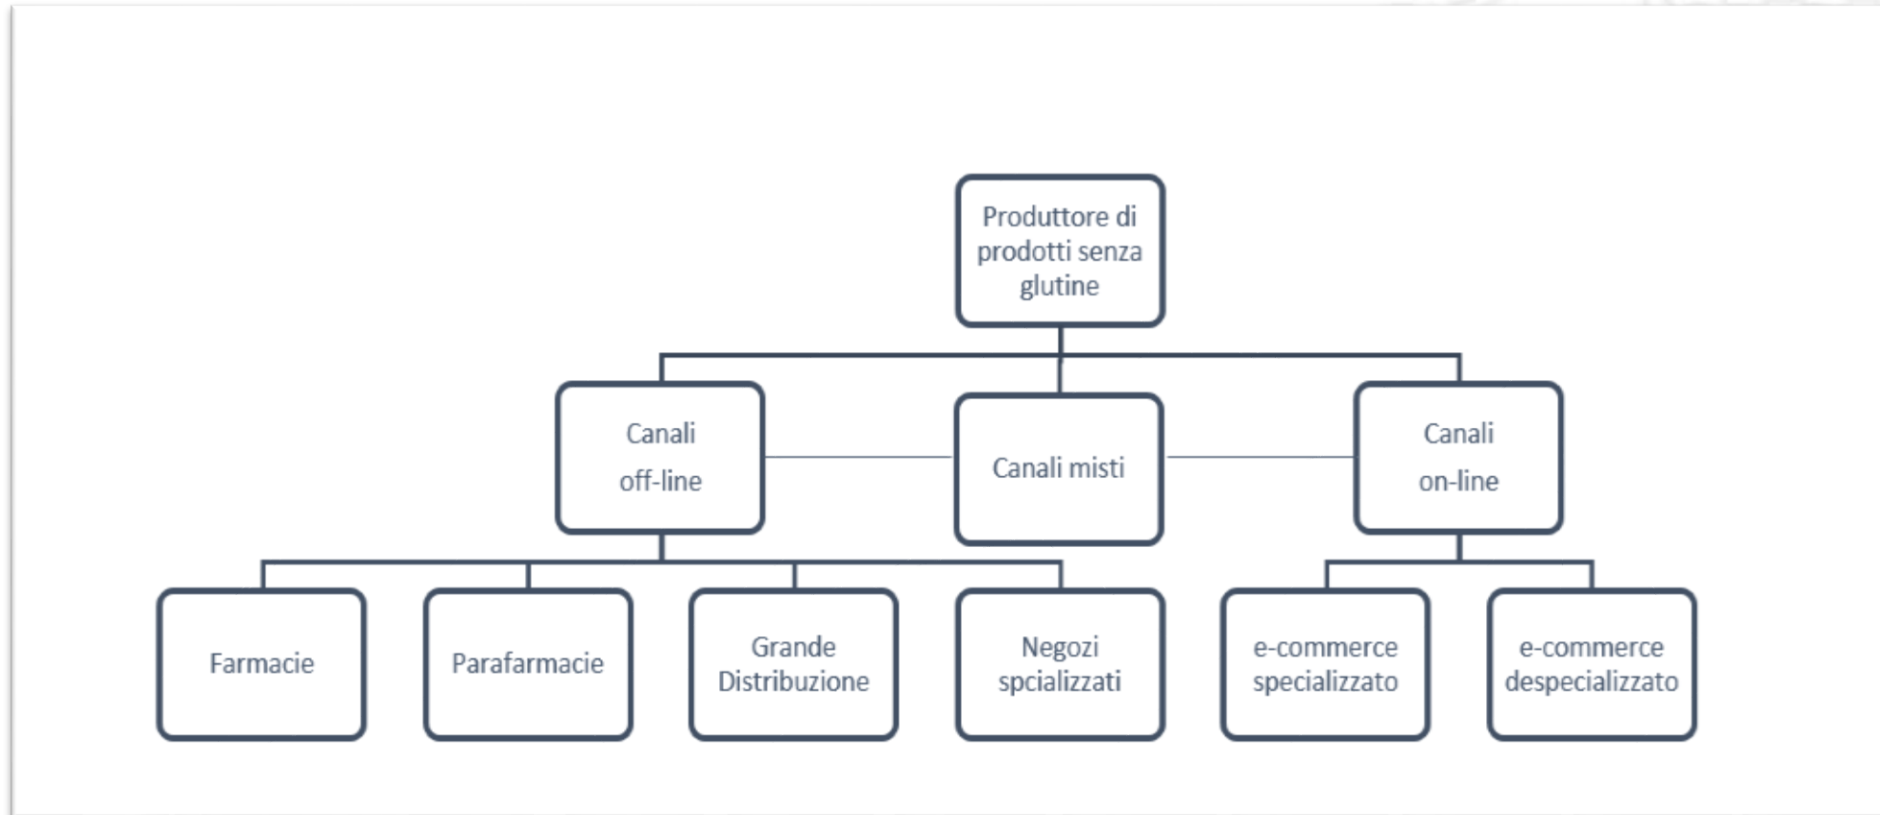 Produttore di
prodotti senza
glutine
Canali
off-line
Canali misti
Canali
on-line
Farmacie
Parafarmacie
Grande
Distribuzione
Negozi
spcializzati
e-commerce
specializzato
e-commerce
despecializzato